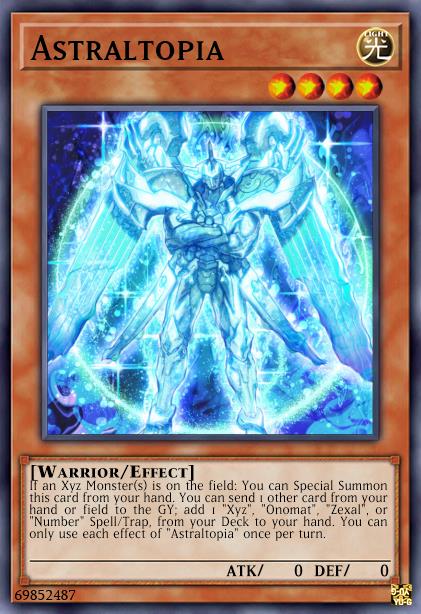 Astraltopia
LIGHT
光
[Warrior/Effect]
If an Xyz Monster(s) is on the field: You can Special Summon
this card from your hand. You can send 1 other card from your
hand or field to the GY; add 1 "Xyz", "Onomat", "Zexal", or
"Number" Spell/Trap, from your Deck to your hand. You can
only use each effect of "Astraltopia" once per turn.
ATK/ 0 DEF/ 0
69852487